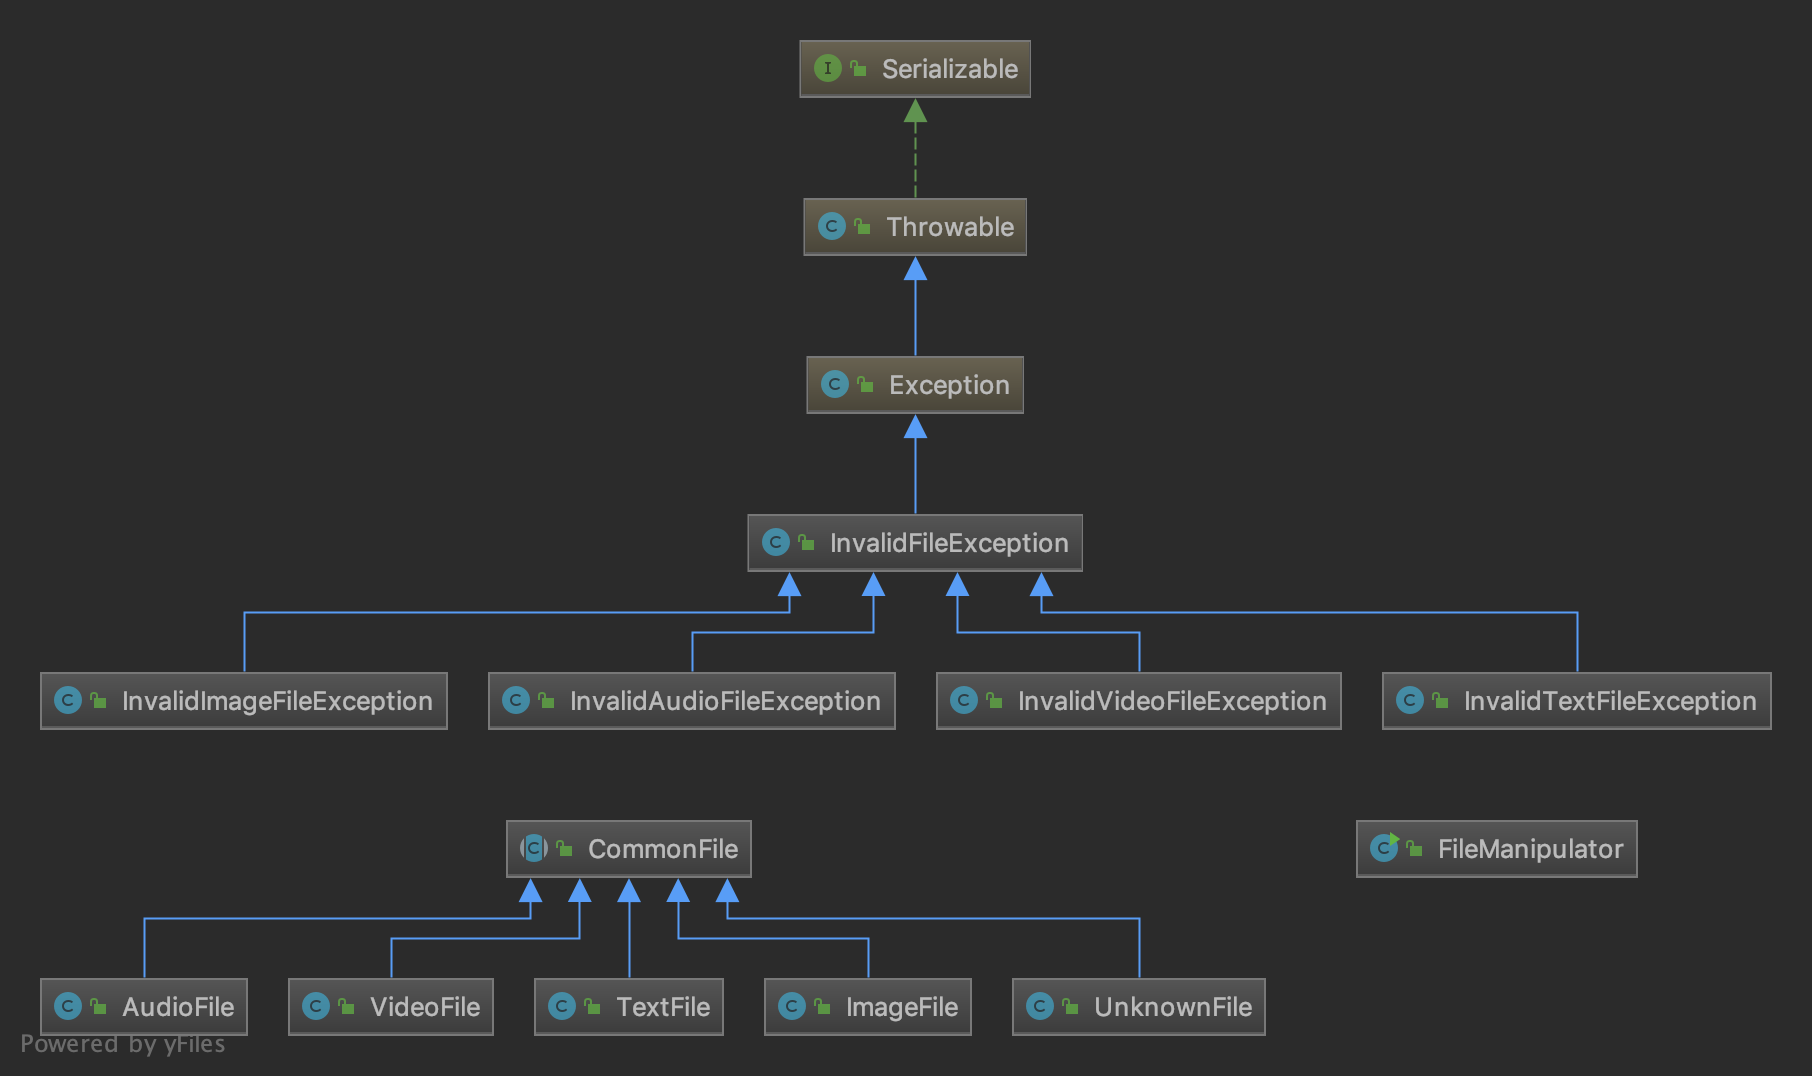 I Serializable
C Throwable
C Exception
C InvalidFileException
C InvalidImageFileException
C InvalidAudioFileException
C InvalidVideoFileException
C InvalidTextFileException
C CommonFile
C FileManipulator
C AudioFile
C VideoFile
C TextFile
C ImageFile
C UnknownFile
Powered by yFiles